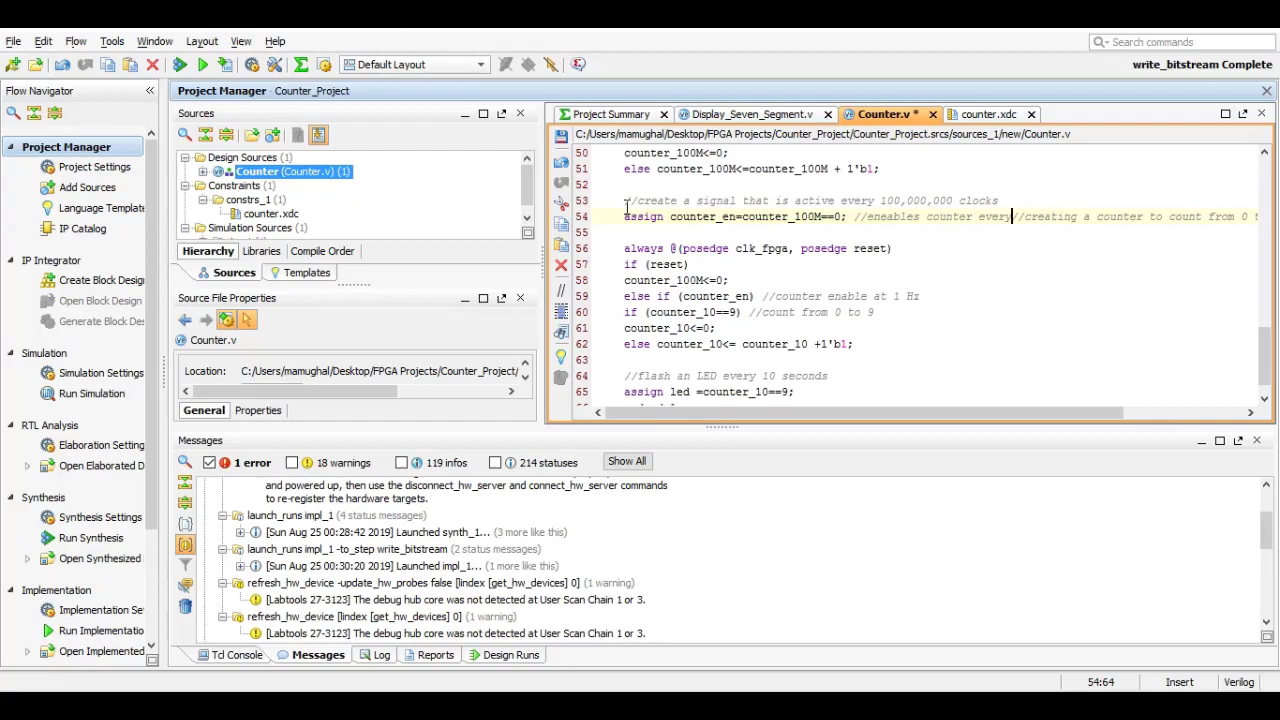 File Edit Flow Tools Window Layout View Help
Search commands
Default Layout
write_bitstream Complete
Flow Navigator
Project Manager
Project Settings
Add Sources
Language Template
IP Catalog
IP Integrator
Create Block Desig
Open Block Design
Generate Block De
Simulation
Simulation Settings
Run Simulation
RTL Analysis
Elaboration Setting
Open Elaborated D
Synthesis
Synthesis Settings
Run Synthesis
Open Synthesized
Implementation
Implementation Se
Run Implementatio
Open Implemented
Project Manager - Counter_Project
Sources
Design Sources (1)
Counter (Counter.v) (1)
Constraints (1)
constrs_1 (1)
counter.xdc
Simulation Sources (1)
Hierarchy Libraries Compile Order
Sources Templates
Source File Properties
Counter.v
Location: C:/Users/mamughal/Desktop/FPGA Projects/Counter_Project/
General Properties
Project Summary Display_Seven_Segment.v Counter.v * counter.xdc
C:/Users/mamughal/Desktop/FPGA Projects/Counter_Project/Counter_Project.srcs/sources_1/new/Counter.v
50 counter_100M<=0;
51 else counter_100M<=counter_100M + 1'b1;
52
53 //create a signal that is active every 100,000,000 clocks
54 assign counter_en=counter_100M==0; //eneables counter every//creating a counter to count from 0 t
55
56 always @(posedge clk_fpga, posedge reset)
57 if (reset)
58 counter_100M<=0;
59 else if (counter_en) //counter enable at 1 Hz
60 if (counter_10==9) //count from 0 to 9
61 counter_10<=0;
62 else counter_10<= counter_10 +1'b1;
63
64 //flash an LED every 10 seconds
65 assign led =counter_10==9;
Messages
1 error 18 warnings 119 infos 214 statuses Show All
and powered up, then use the disconnect_hw_server and connect_hw_server commands
to re-register the hardware targets.
launch_runs impl_1 (4 status messages)
[Sun Aug 25 00:28:42 2019] Launched synth_1... (3 more like this)
launch_runs impl_1 -to_step write_bitstream (2 status messages)
[Sun Aug 25 00:30:20 2019] Launched impl_1... (1 more like this)
refresh_hw_device -update_hw_probes false [lindex [get_hw_devices] 0] (1 warning)
[Labtools 27-3123] The debug hub core was not detected at User Scan Chain 1 or 3.
refresh_hw_device [lindex [get_hw_devices] 0] (1 warning)
[Labtools 27-3123] The debug hub core was not detected at User Scan Chain 1 or 3.
Tcl Console Messages Log Reports Design Runs
54:64 Insert Verilog